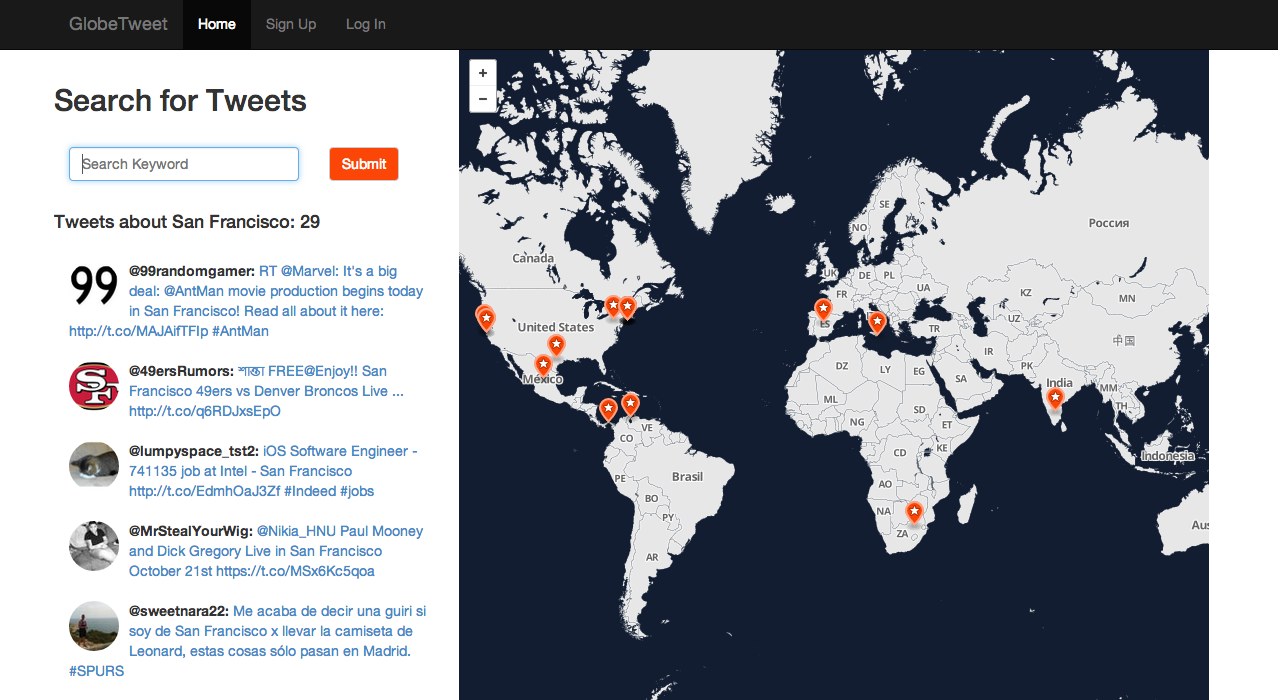 GlobeTweet Home Sign Up Log In
Search for Tweets
Search Keyword Submit
Tweets about San Francisco: 29
99
@99randomgamer: RT @Marvel: It's a big
deal: @AntMan movie production begins today
in San Francisco! Read all about it here:
http://t.co/MAJAifTFIp #AntMan
SF
@49ersRumors: শাস্তা FREE@Enjoy!! San
Francisco 49ers vs Denver Broncos Live ...
http://t.co/q6RDJxsEpO
@lumpyspace_tst2: iOS Software Engineer -
741135 job at Intel - San Francisco
http://t.co/EdmhOaJ3Zf #Indeed #jobs
@MrStealYourWig: @Nikia_HNU Paul Mooney
and Dick Gregory Live in San Francisco
October 21st https://t.co/MSx6Kc5qoa
@sweetnara22: Me acaba de decir una guiri si
soy de San Francisco x llevar la camiseta de
Leonard, estas cosas sólo pasan en Madrid.
#SPURS
+
−
SE
NO
Россия
Canada
UK
DE
PL
FR
UA
KZ
MN
United States
ES
TR
UZ
中国
IR
PK
México
DZ
LY
EG
SA
India
MM
TH
ML
NG
SD
ET
VE
CO
CD
KE
Indonesia
PE
Brasil
AO
BO
NA
PY
ZA
Aus
AR